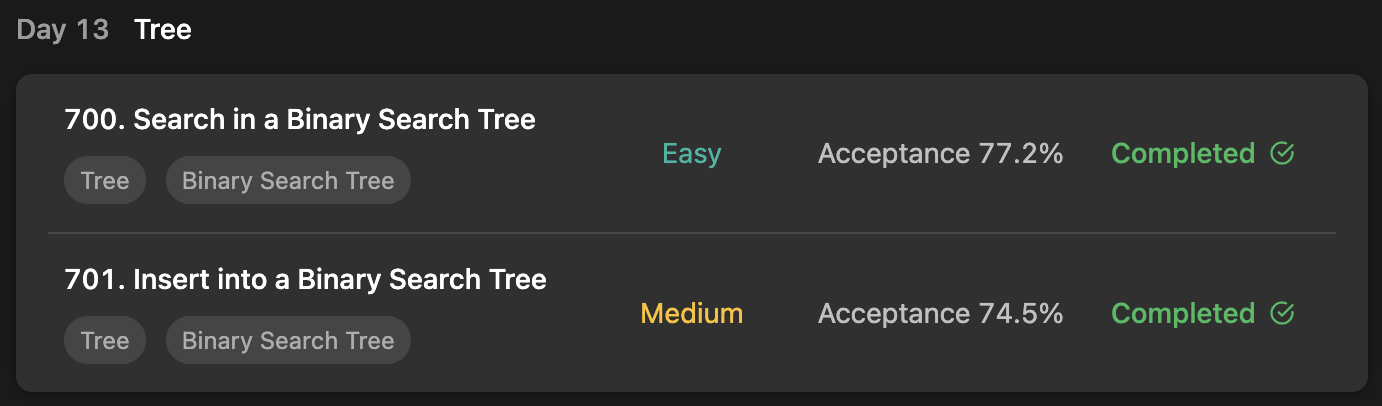 Day 13 Tree
700. Search in a Binary Search Tree
Tree Binary Search Tree
Easy
Acceptance 77.2%
Completed
701. Insert into a Binary Search Tree
Tree Binary Search Tree
Medium
Acceptance 74.5%
Completed